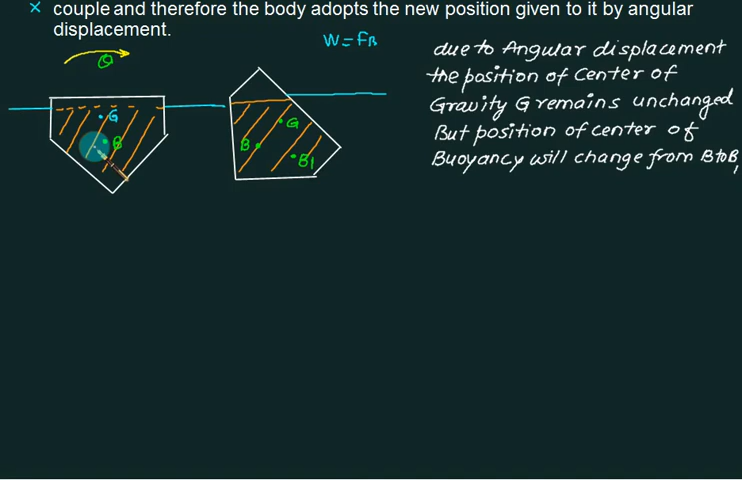 × couple and therefore the body adopts the new position given to it by angular
displacement.
W = FB
due to Angular displacement
the position of Center of
Gravity G remains unchanged
But position of center of
Buoyancy will change from B to B1
θ
G
B
G
B
B1